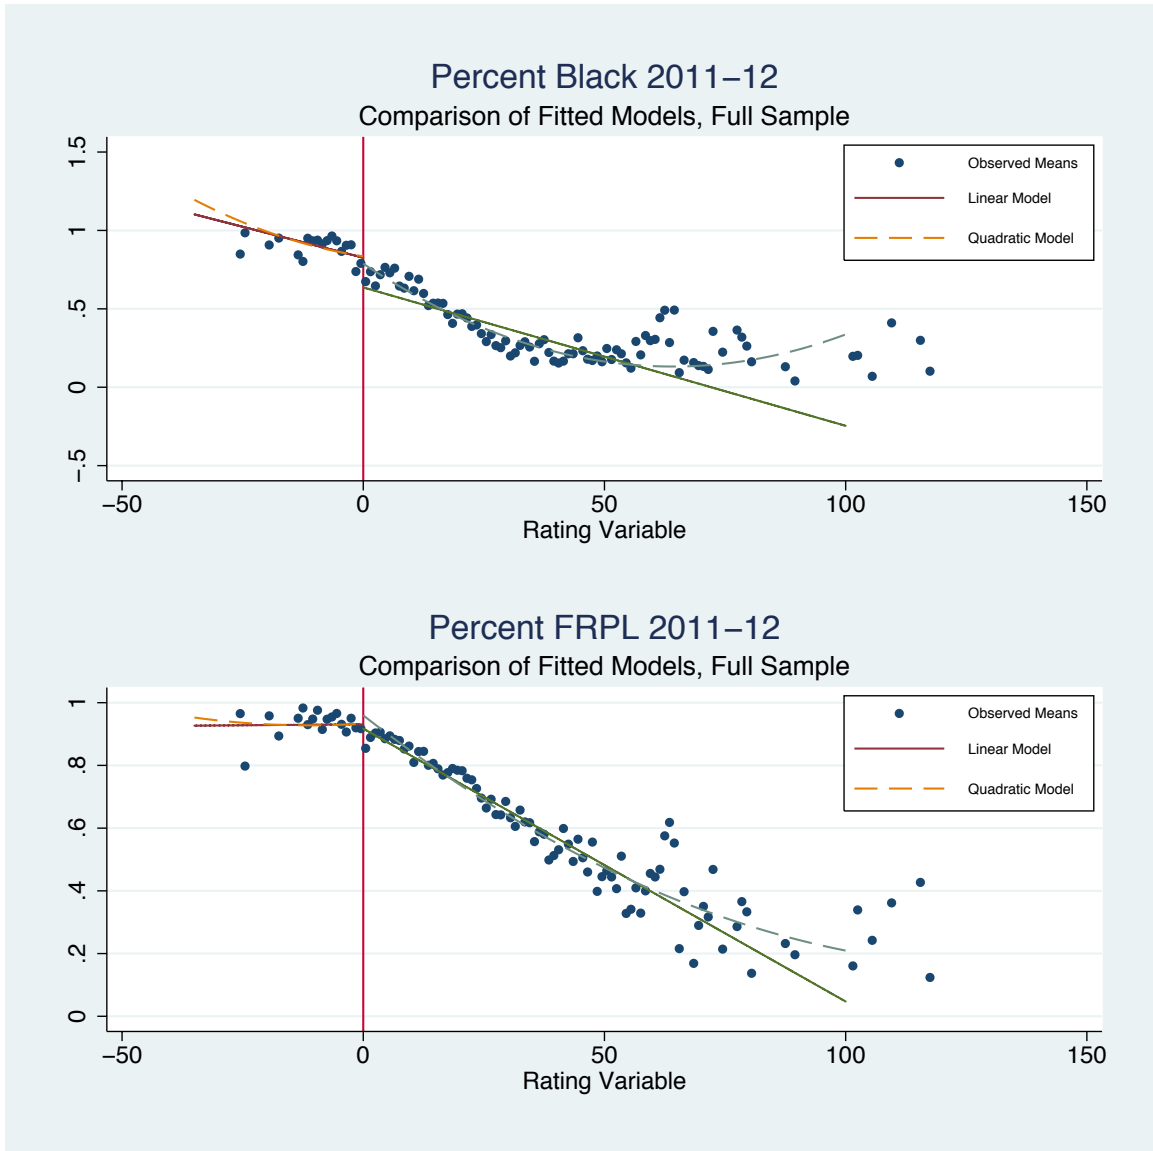 Percent Black 2011−12
Comparison of Fitted Models, Full Sample
1.5
1
.5
0
−.5
Observed Means
Linear Model
Quadratic Model
−50 0 50 100 150
Rating Variable
Percent FRPL 2011−12
Comparison of Fitted Models, Full Sample
1
.8
.6
.4
.2
0
Observed Means
Linear Model
Quadratic Model
−50 0 50 100 150
Rating Variable